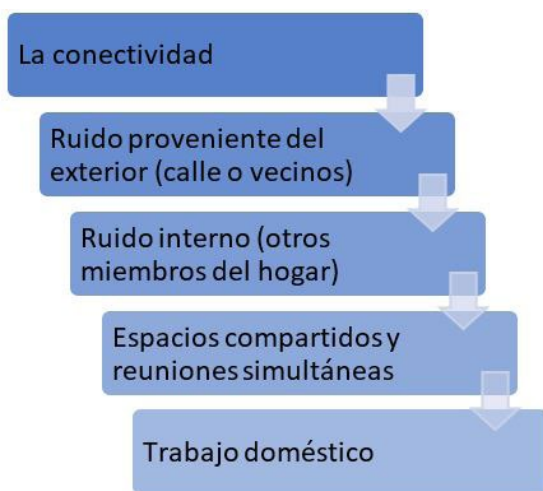 La conectividad
Ruido proveniente del
exterior (calle o vecinos)
Ruido interno (otros
miembros del hogar)
Espacios compartidos y
reuniones simultáneas
Trabajo doméstico